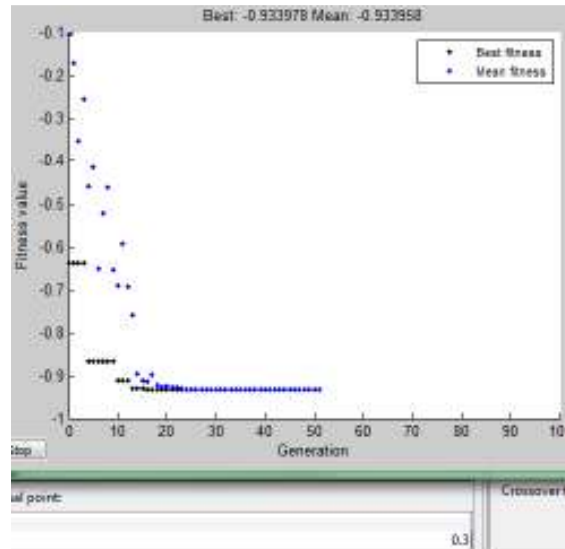 Best: -0.933978 Mean: -0.933958
-0.1
-0.2
-0.3
-0.4
-0.5
-0.6
-0.7
-0.8
-0.9
-1
Fitness value
Best fitness
Mean fitness
0 10 20 30 40 50 60 70 80 90 100
Generation
Stop
al point:
Crossover
0.3